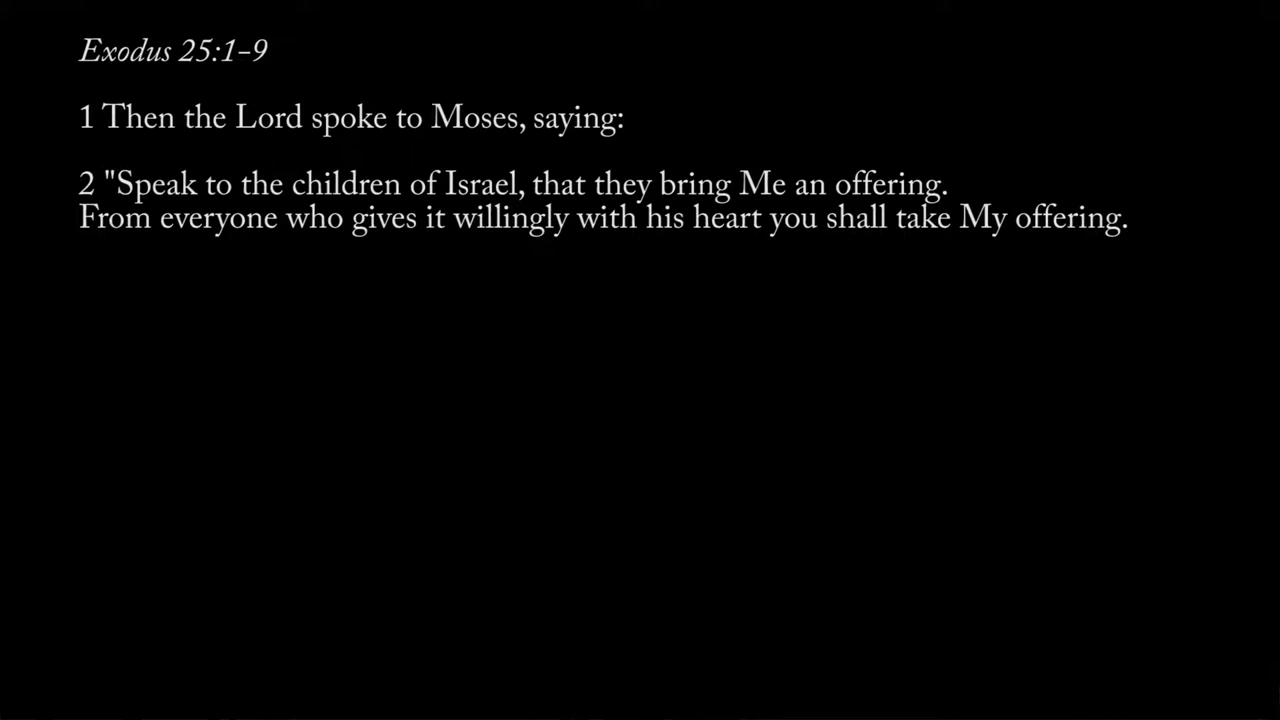 Exodus 25:1-9
1 Then the Lord spoke to Moses, saying:
2 "Speak to the children of Israel, that they bring Me an offering.
From everyone who gives it willingly with his heart you shall take My offering.